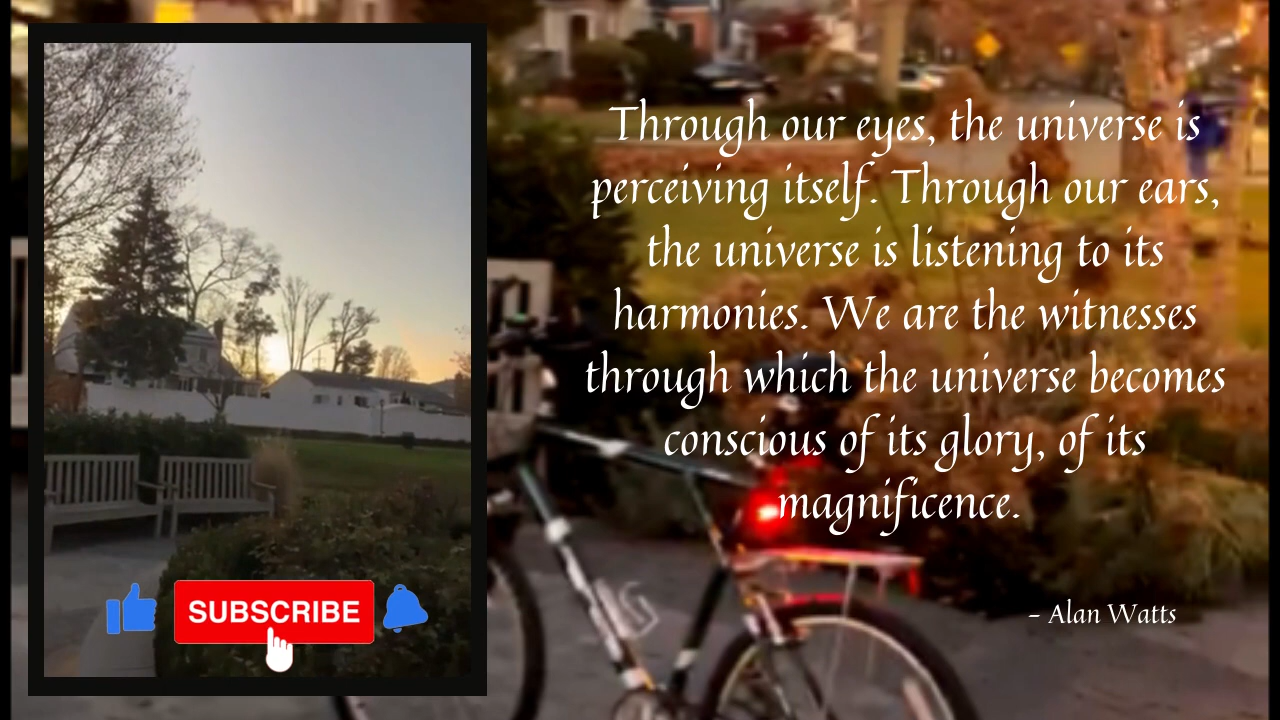 Through our eyes, the universe is
perceiving itself. Through our ears,
the universe is listening to its
harmonies. We are the witnesses
through which the universe becomes
conscious of its glory, of its
magnificence.
- Alan Watts
SUBSCRIBE